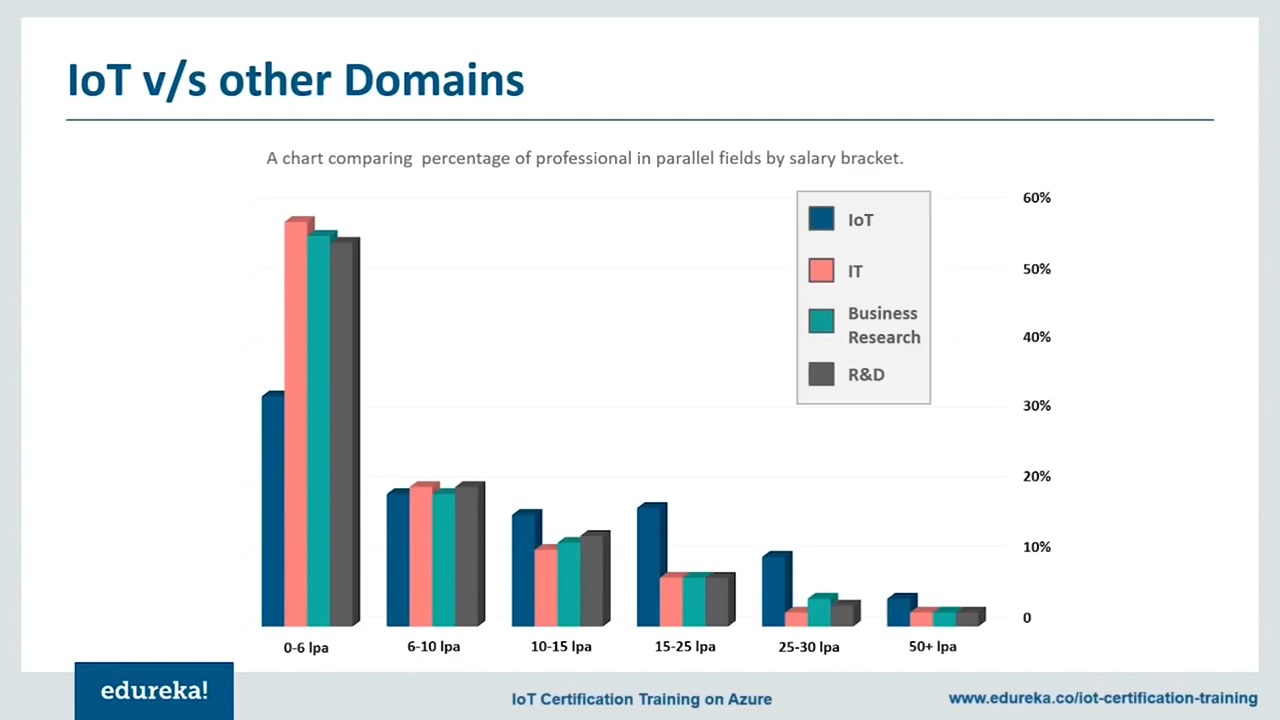 IoT v/s other Domains
A chart comparing percentage of professional in parallel fields by salary bracket.
60%
50%
40%
30%
20%
10%
0
IoT
IT
Business
Research
R&D
0-6 lpa
6-10 lpa
10-15 lpa
15-25 lpa
25-30 lpa
50+ lpa
edureka!
IoT Certification Training on Azure
www.edureka.co/iot-certification-training